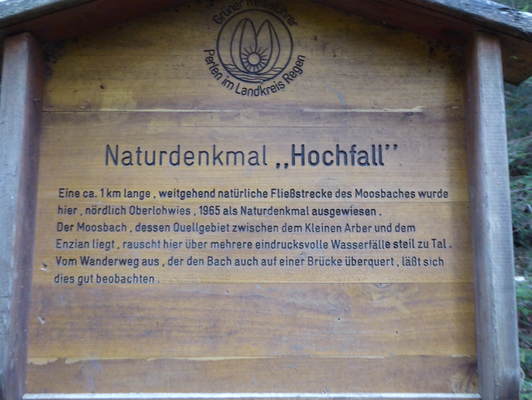 Grüner Reiseführer
Perlen im Landkreis Regen
Naturdenkmal „Hochfall”
Eine ca. 1 km lange, weitgehend natürliche Fließstrecke des Moosbaches wurde
hier, nördlich Oberlohwies, 1965 als Naturdenkmal ausgewiesen.
Der Moosbach, dessen Quellgebiet zwischen dem Kleinen Arber und dem
Enzian liegt, rauscht hier über mehrere eindrucksvolle Wasserfälle steil zu Tal.
Vom Wanderweg aus, der den Bach auch auf einer Brücke überquert, läßt sich
dies gut beobachten.